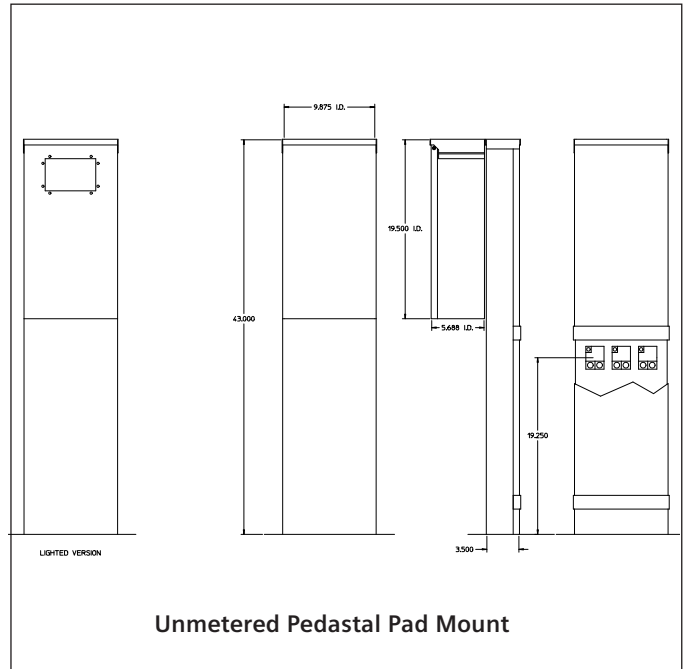 9.875 I.D.
19.500 I.D.
43.000
5.688 I.D.
19.250
3.500
LIGHTED VERSION
Unmetered Pedastal Pad Mount